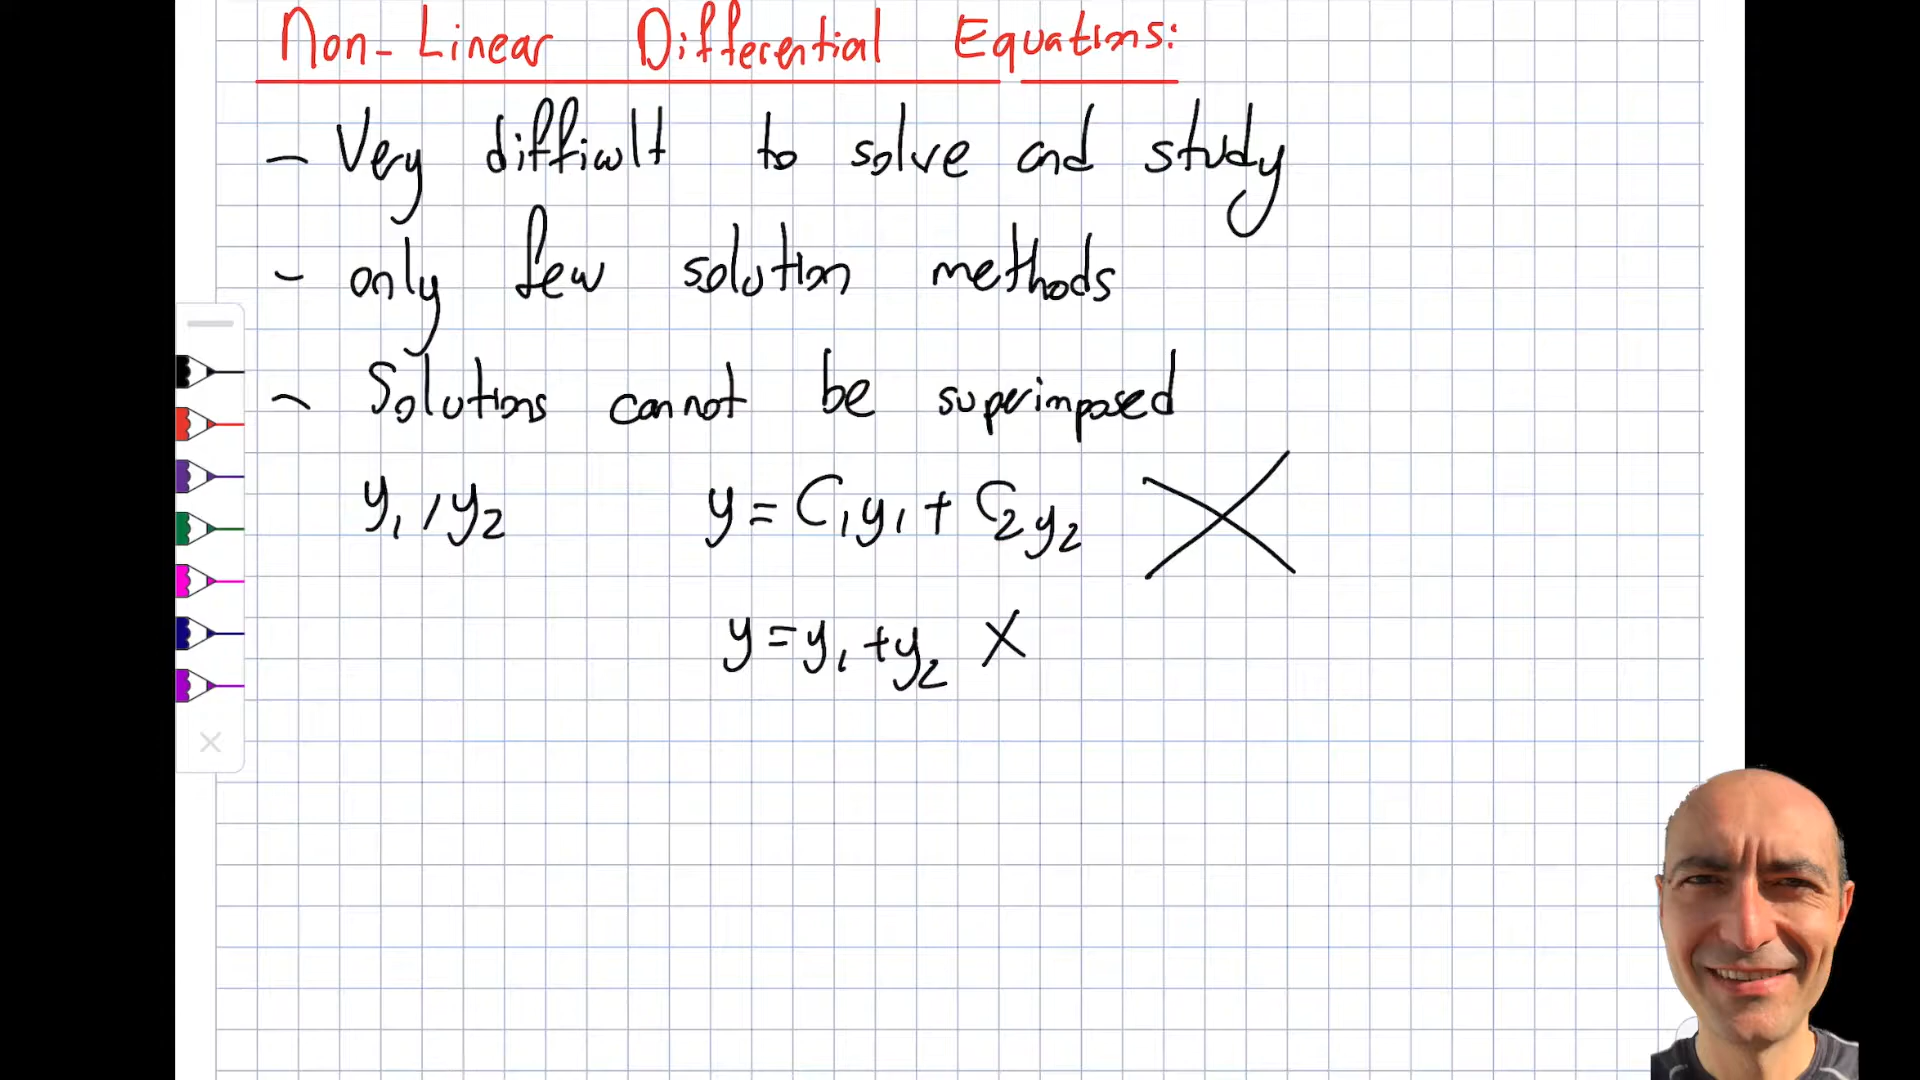 Non-Linear Differential Equations:
- Very difficult to solve and study
- only few solution methods
- Solutions cannot be superimposed
y₁, y₂ y = C₁y₁ + C₂y₂ X
y = y₁ + y₂ X